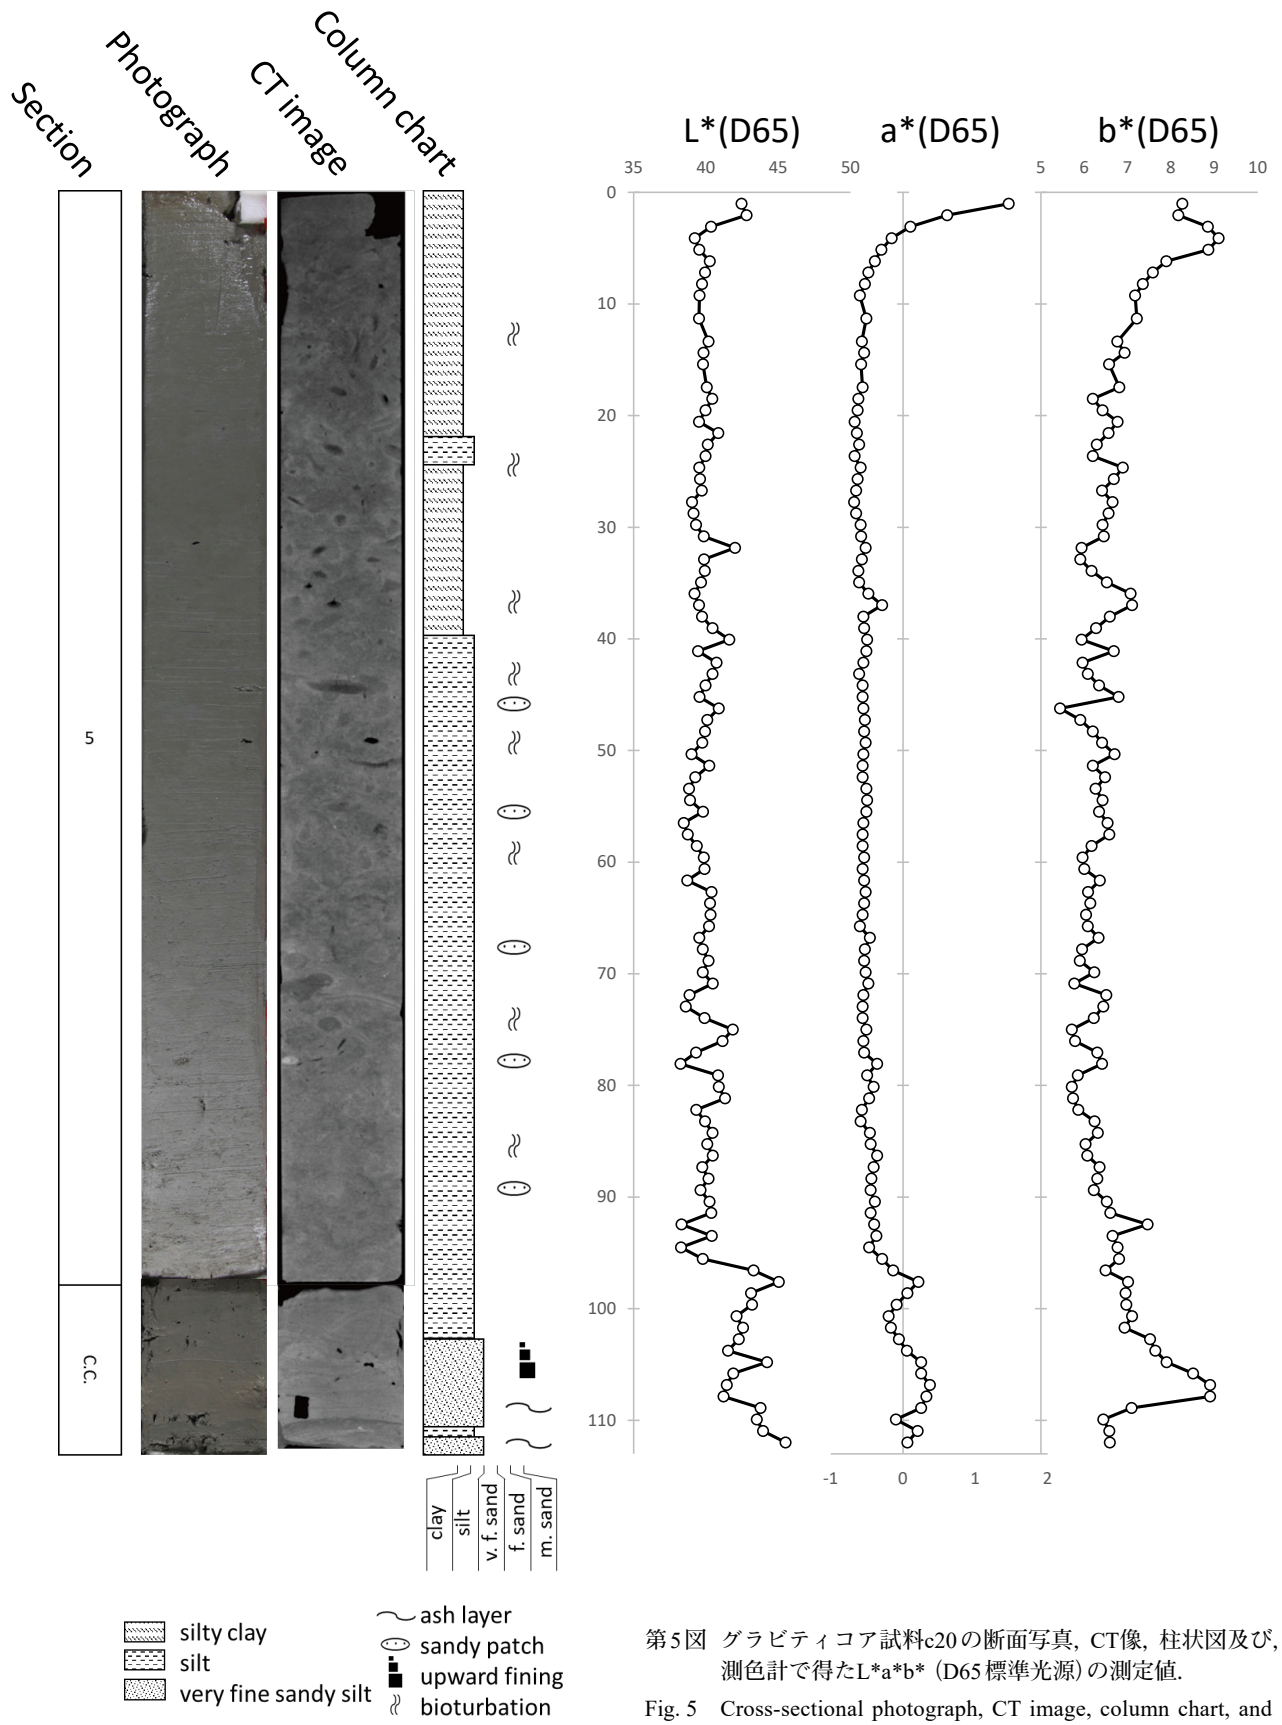 Section
Photograph
CT image
Column chart
L*(D65)
a*(D65)
b*(D65)
35 40 45 50
5 6 7 8 9 10
0
10
20
30
40
50
60
70
80
90
100
110
5
C.C.
-1 0 1 2
clay
silt
v. f. sand
f. sand
m. sand
silty clay
silt
very fine sandy silt
ash layer
sandy patch
upward fining
bioturbation
第5図 グラビティコア試料c20の断面写真, CT像, 柱状図及び,
測色計で得たL*a*b*（D65標準光源）の測定値.
Fig. 5 Cross-sectional photograph, CT image, column chart, and